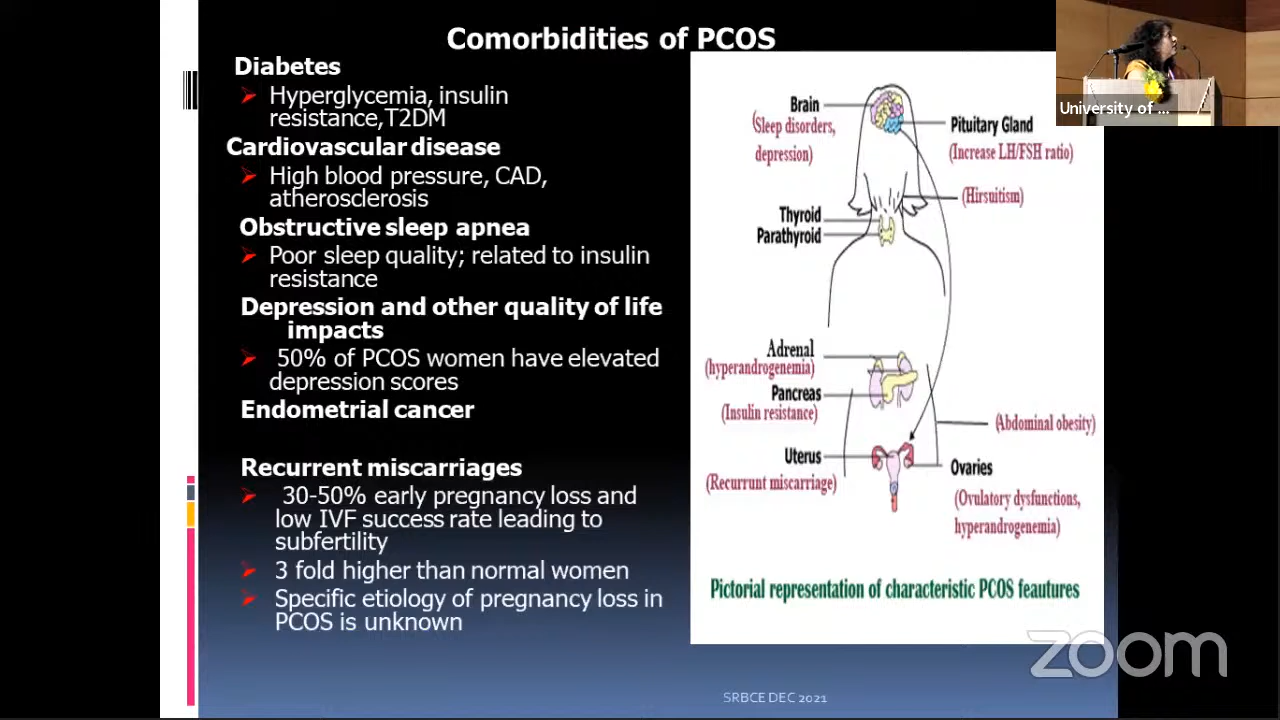 Comorbidities of PCOS
Diabetes
Hyperglycemia, insulin
resistance,T2DM
Cardiovascular disease
High blood pressure, CAD,
atherosclerosis
Obstructive sleep apnea
Poor sleep quality; related to insulin
resistance
Depression and other quality of life
impacts
50% of PCOS women have elevated
depression scores
Endometrial cancer
Recurrent miscarriages
30-50% early pregnancy loss and
low IVF success rate leading to
subfertility
3 fold higher than normal women
Specific etiology of pregnancy loss in
PCOS is unknown
Brain
(Sleep disorders,
depression)
Pituitary Gland
(Increase LH/FSH ratio)
(Hirsuitism)
Thyroid
Parathyroid
Adrenal
(hyperandrogenemia)
Pancreas
(Insulin resistance)
(Abdominal obesity)
Uterus
(Recurrunt miscarriage)
Ovaries
(Ovulatory dysfunctions,
hyperandrogenemia)
Pictorial representation of characteristic PCOS feautures
SRBCE DEC 2021
University of ...
zoom